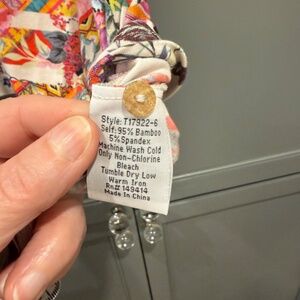 Style: T17922-6
Self: 95% Bamboo
5% Spandex
Machine Wash Cold
Only Non-Chlorine
Bleach
Tumble Dry Low
Warm Iron
Rn# 149414
Made In China